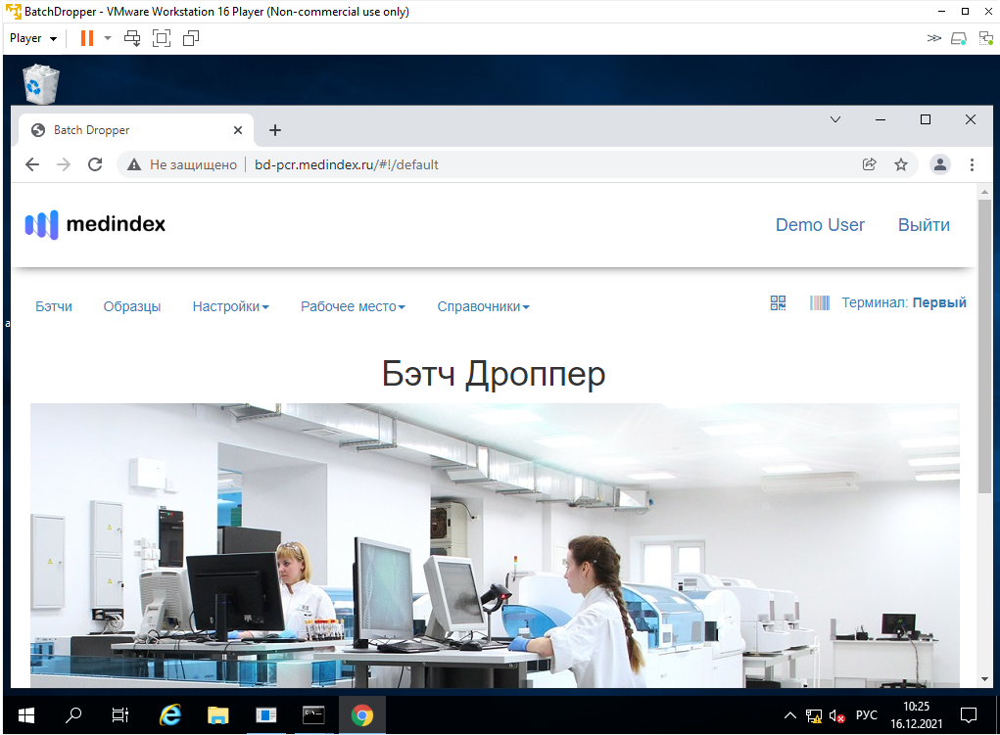 BatchDropper - VMware Workstation 16 Player (Non-commercial use only)
Player
Batch Dropper
Не защищено bd-pcr.medindex.ru/#!/default
medindex
Demo User Выйти
Бэтчи Образцы Настройки Рабочее место Справочники Терминал: Первый
Бэтч Дроппер
РУС
10:25
16.12.2021